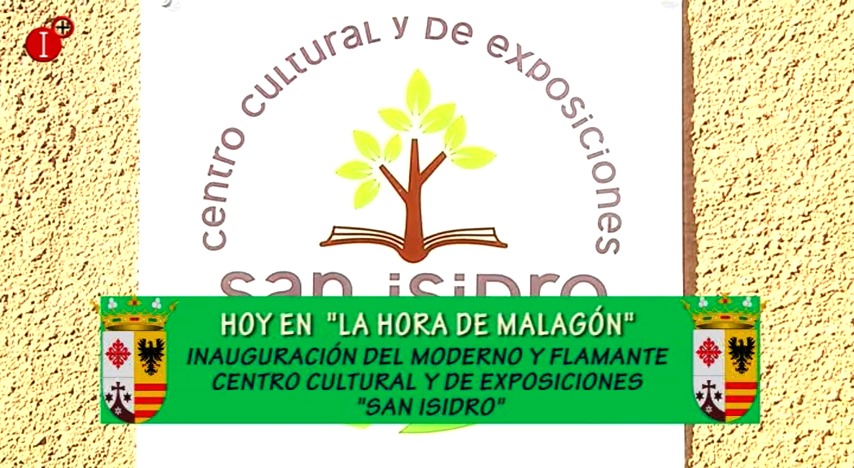 I+
centro cultural y de exposiciones
san isidro
HOY EN "LA HORA DE MALAGÓN"
INAUGURACIÓN DEL MODERNO Y FLAMANTE
CENTRO CULTURAL Y DE EXPOSICIONES
"SAN ISIDRO"